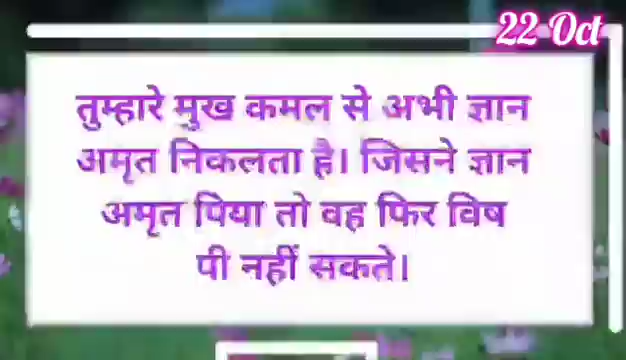 22 Oct
तुम्हारे मुख कमल से अभी ज्ञान
अमृत निकलता है। जिसने ज्ञान
अमृत पिया तो वह फिर विष
पी नहीं सकते।